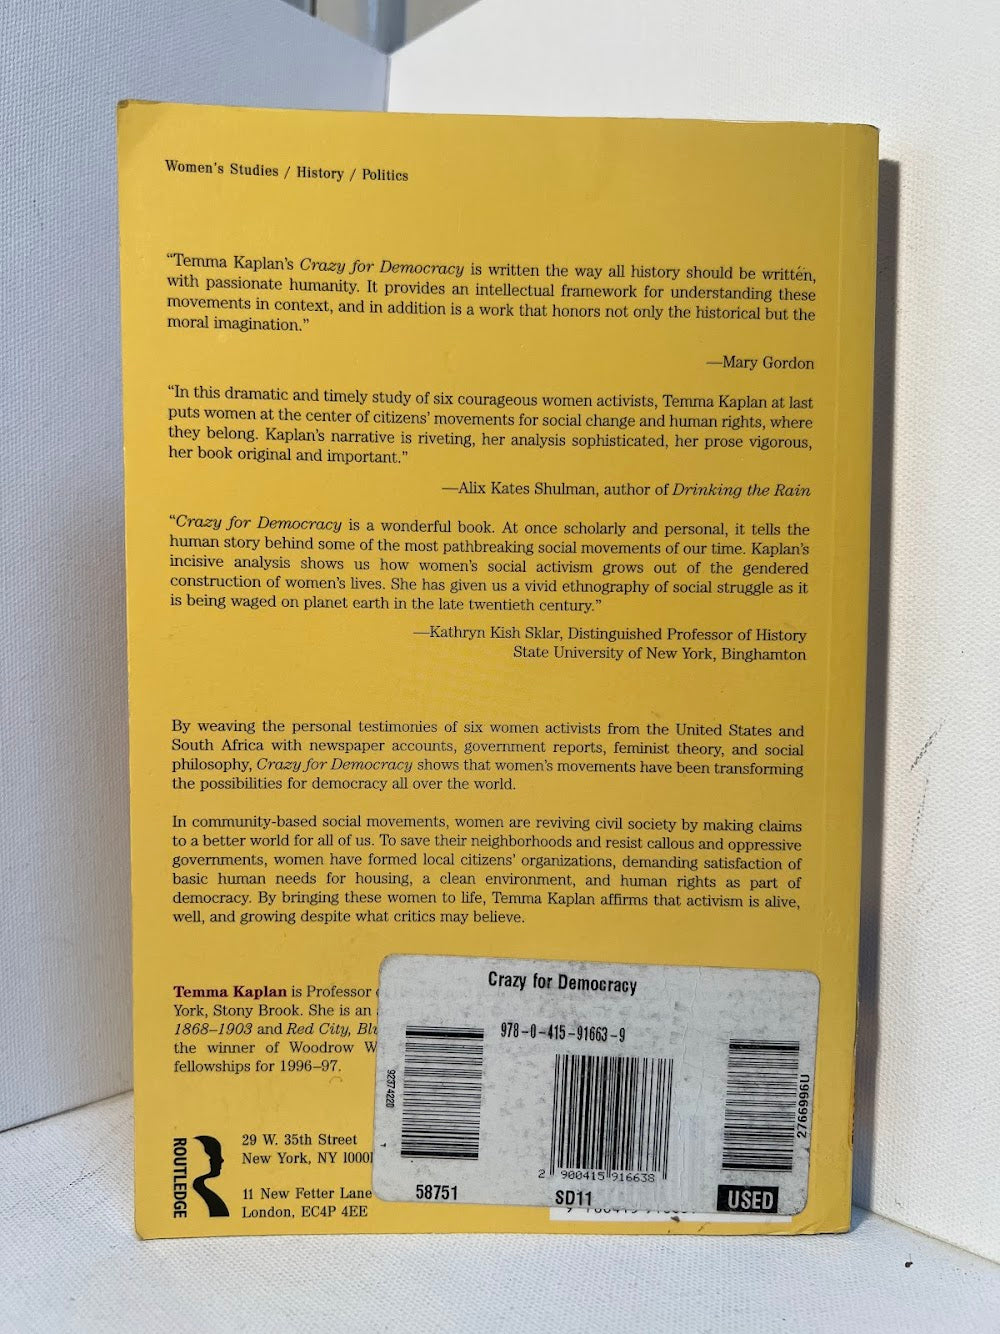 Women's Studies / History / Politics
“Temma Kaplan's Crazy for Democracy is written the way all history should be written,
with passionate humanity. It provides an intellectual framework for understanding these
movements in context, and in addition is a work that honors not only the historical but the
moral imagination.”
—Mary Gordon
“In this dramatic and timely study of six courageous women activists, Temma Kaplan at last
puts women at the center of citizens' movements for social change and human rights, where
they belong. Kaplan's narrative is riveting, her analysis sophisticated, her prose vigorous,
her book original and important.”
—Alix Kates Shulman, author of Drinking the Rain
“Crazy for Democracy is a wonderful book. At once scholarly and personal, it tells the
human story behind some of the most pathbreaking social movements of our time. Kaplan's
incisive analysis shows us how women's social activism grows out of the gendered
construction of women's lives. She has given us a vivid ethnography of social struggle as it
is being waged on planet earth in the late twentieth century.”
—Kathryn Kish Sklar, Distinguished Professor of History
State University of New York, Binghamton
By weaving the personal testimonies of six women activists from the United States and
South Africa with newspaper accounts, government reports, feminist theory, and social
philosophy, Crazy for Democracy shows that women's movements have been transforming
the possibilities for democracy all over the world.
In community-based social movements, women are reviving civil society by making claims
to a better world for all of us. To save their neighborhoods and resist callous and oppressive
governments, women have formed local citizens' organizations, demanding satisfaction of
basic human needs for housing, a clean environment, and human rights as part of
democracy. By bringing these women to life, Temma Kaplan affirms that activism is alive,
well, and growing despite what critics may believe.
Temma Kaplan is Professor
York, Stony Brook. She is an
1868–1903 and Red City,
the winner of Woodrow
fellowships for 1996–97.
ROUTLEDGE
29 W. 35th Street
New York, NY 10001
11 New Fetter Lane
London, EC4P 4EE
Crazy for Democracy
978-0-415-91663-9
92374220
2766996U
2 900415 916638
58751
SD11
USED